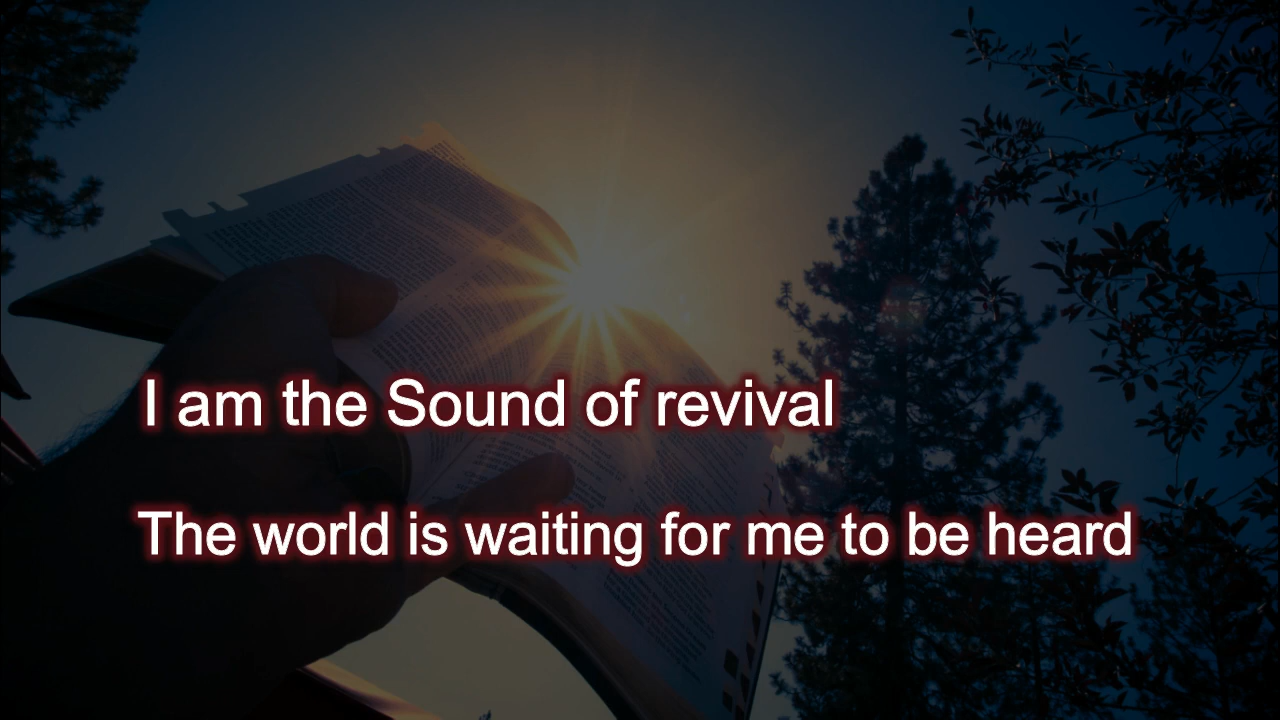 I am the Sound of revival
The world is waiting for me to be heard